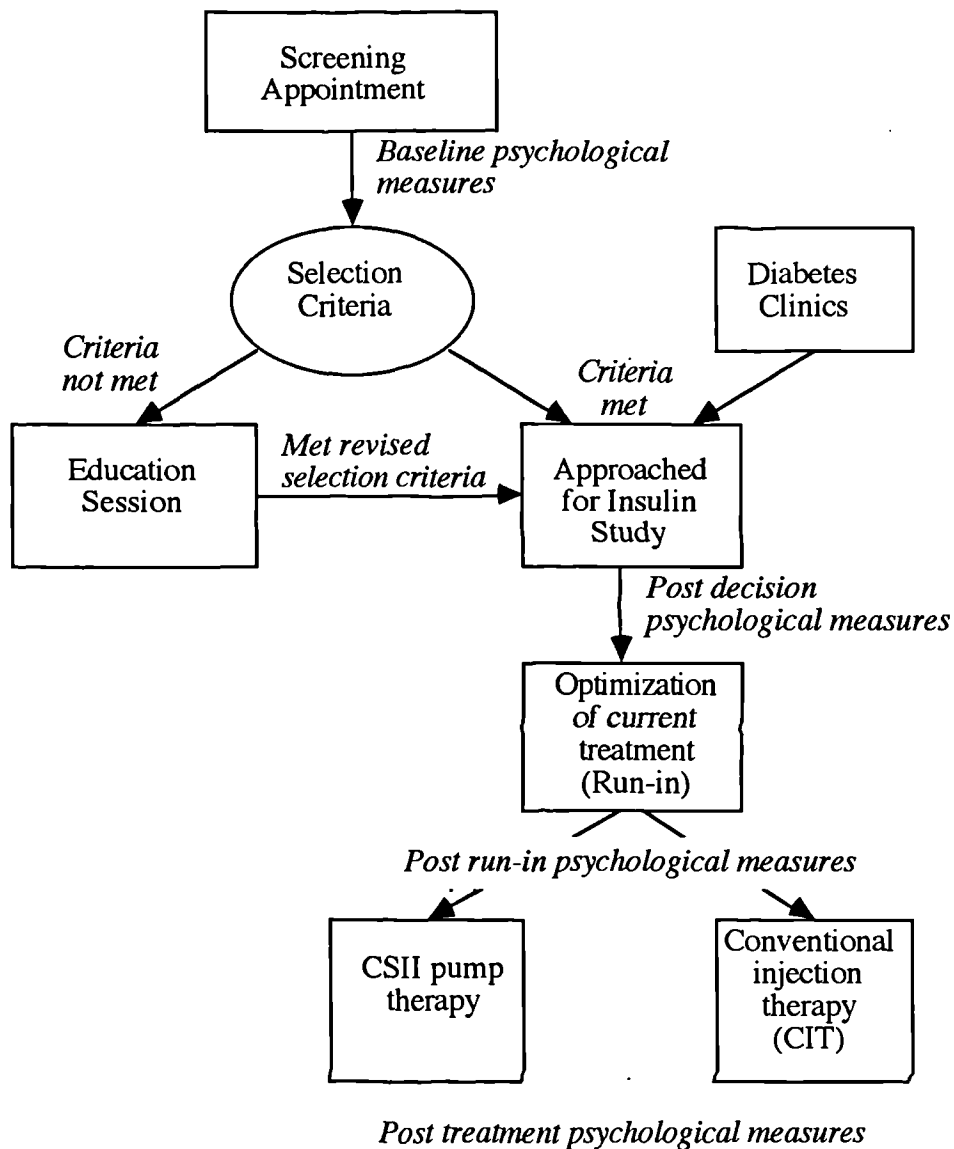 Screening
Appointment
Baseline psychological
measures
Selection
Criteria
Diabetes
Clinics
Criteria
not met
Criteria
met
Education
Session
Met revised
selection criteria
Approached
for Insulin
Study
Post decision
psychological measures
Optimization
of current
treatment
(Run-in)
Post run-in psychological measures
CSII pump
therapy
Conventional
injection
therapy
(CIT)
Post treatment psychological measures